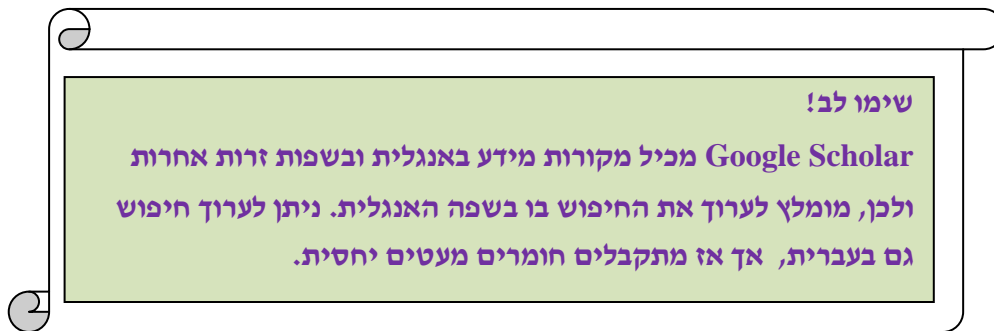 שימו לב!
Google Scholar מכיל מקורות מידע באנגלית ובשפות זרות אחרות
ולכן, מומלץ לערוך את החיפוש בו בשפה האנגלית. ניתן לערוך חיפוש
גם בעברית, אך אז מתקבלים חומרים מעטים יחסית.